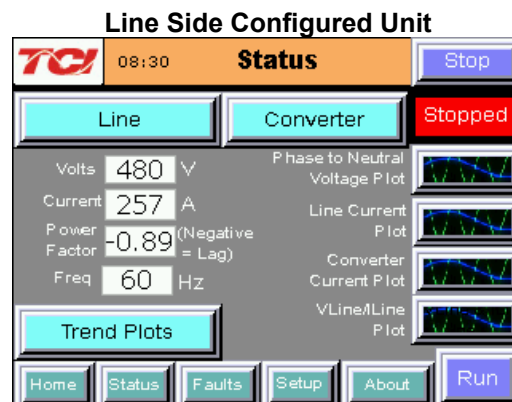 Line Side Configured Unit
TCI 08:30 Status Stop
Line Converter Stopped
Volts 480 V
Phase to Neutral
Voltage Plot
Current 257 A
Line Current
Plot
Power
Factor -0.89 (Negative
= Lag)
Converter
Current Plot
Freq 60 Hz
VLine/ILine
Plot
Trend Plots
Home Status Faults Setup About Run